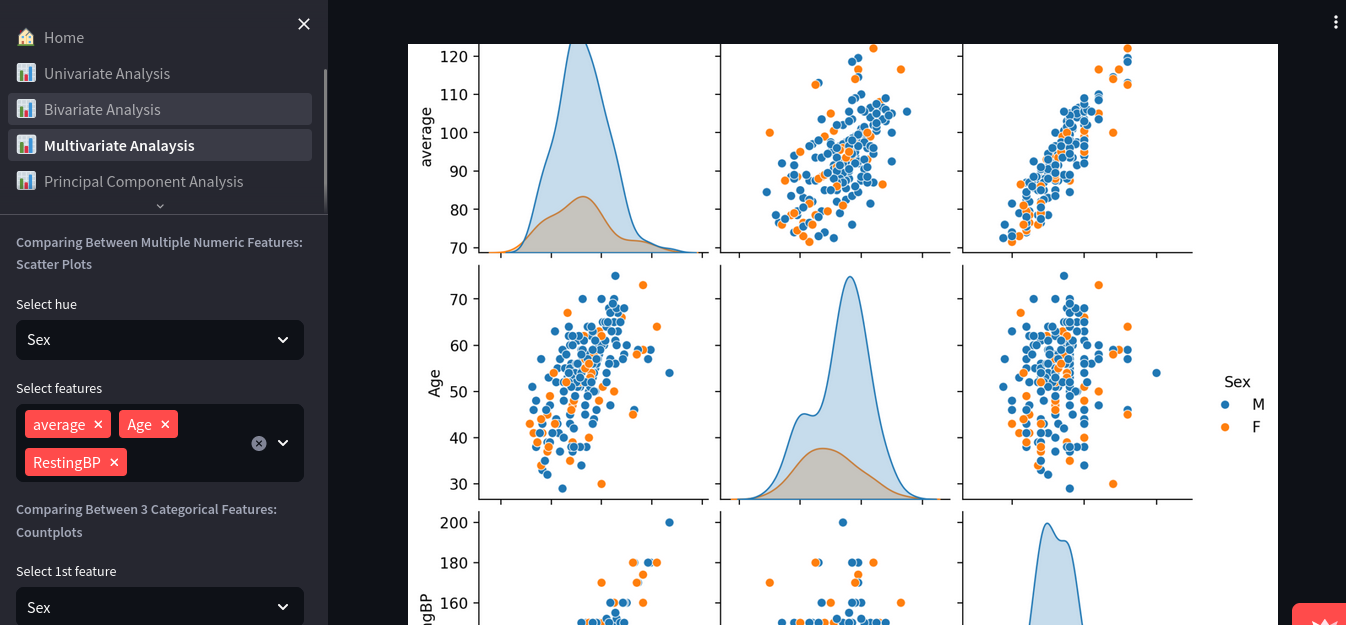 Home
Univariate Analysis
Bivariate Analysis
Multivariate Analaysis
Principal Component Analysis
Comparing Between Multiple Numeric Features:
Scatter Plots
Select hue
Sex
Select features
average
Age
RestingBP
Comparing Between 3 Categorical Features:
Countplots
Select 1st feature
Sex
average
120
110
100
90
80
70
Age
70
60
50
40
30
200
180
160
Sex
M
F